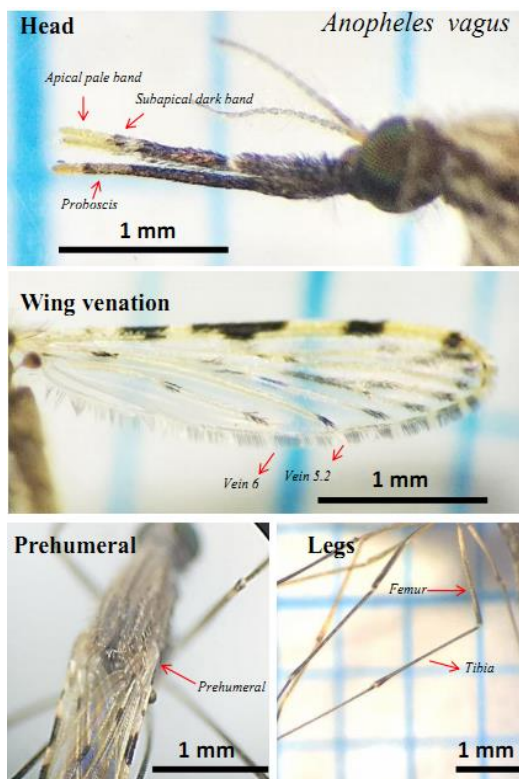 Head
Anopheles vagus
Apical pale band
Subapical dark band
Proboscis
1 mm
Wing venation
Vein 6
Vein 5.2
1 mm
Prehumeral
Prehumeral
1 mm
Legs
Femur
Tibia
1 mm